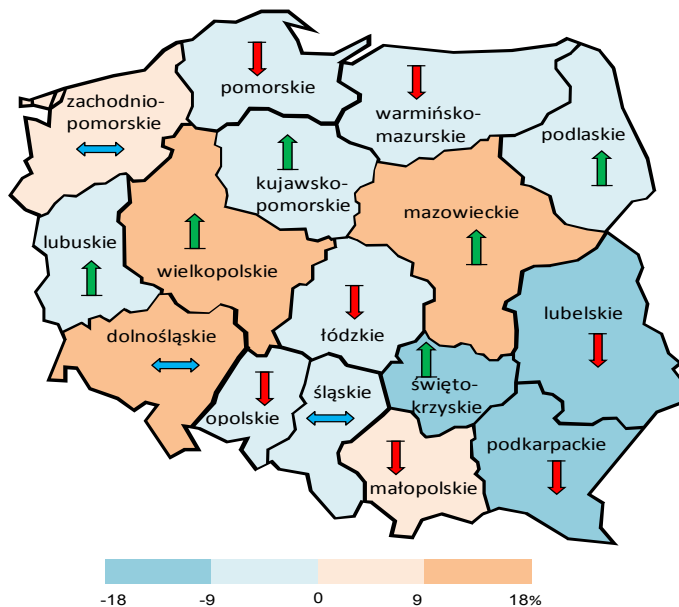 pomorskie
zachodnio-
pomorskie
warmińsko-
mazurskie
podlaskie
kujawsko-
pomorskie
mazowieckie
lubuskie
wielkopolskie
lubelskie
dolnośląskie
łódzkie
śląskie
święto-
krzyskie
opolskie
podkarpackie
małopolskie
-18 -9 0 9 18%